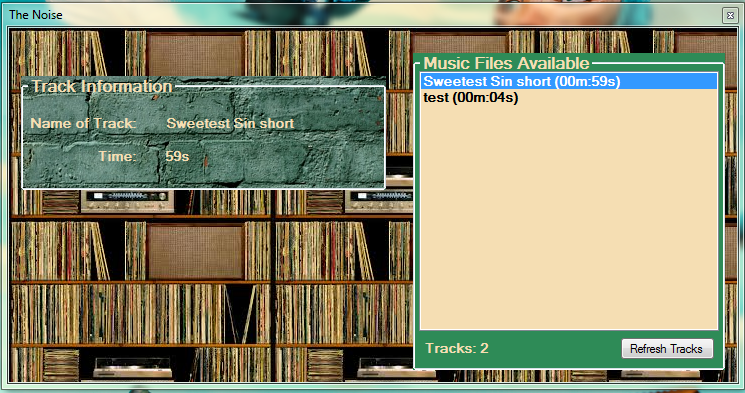 The Noise
Track Information
Name of Track: Sweetest Sin short
Time: 59s
Music Files Available
Sweetest Sin short (00m:59s)
test (00m:04s)
Tracks: 2
Refresh Tracks